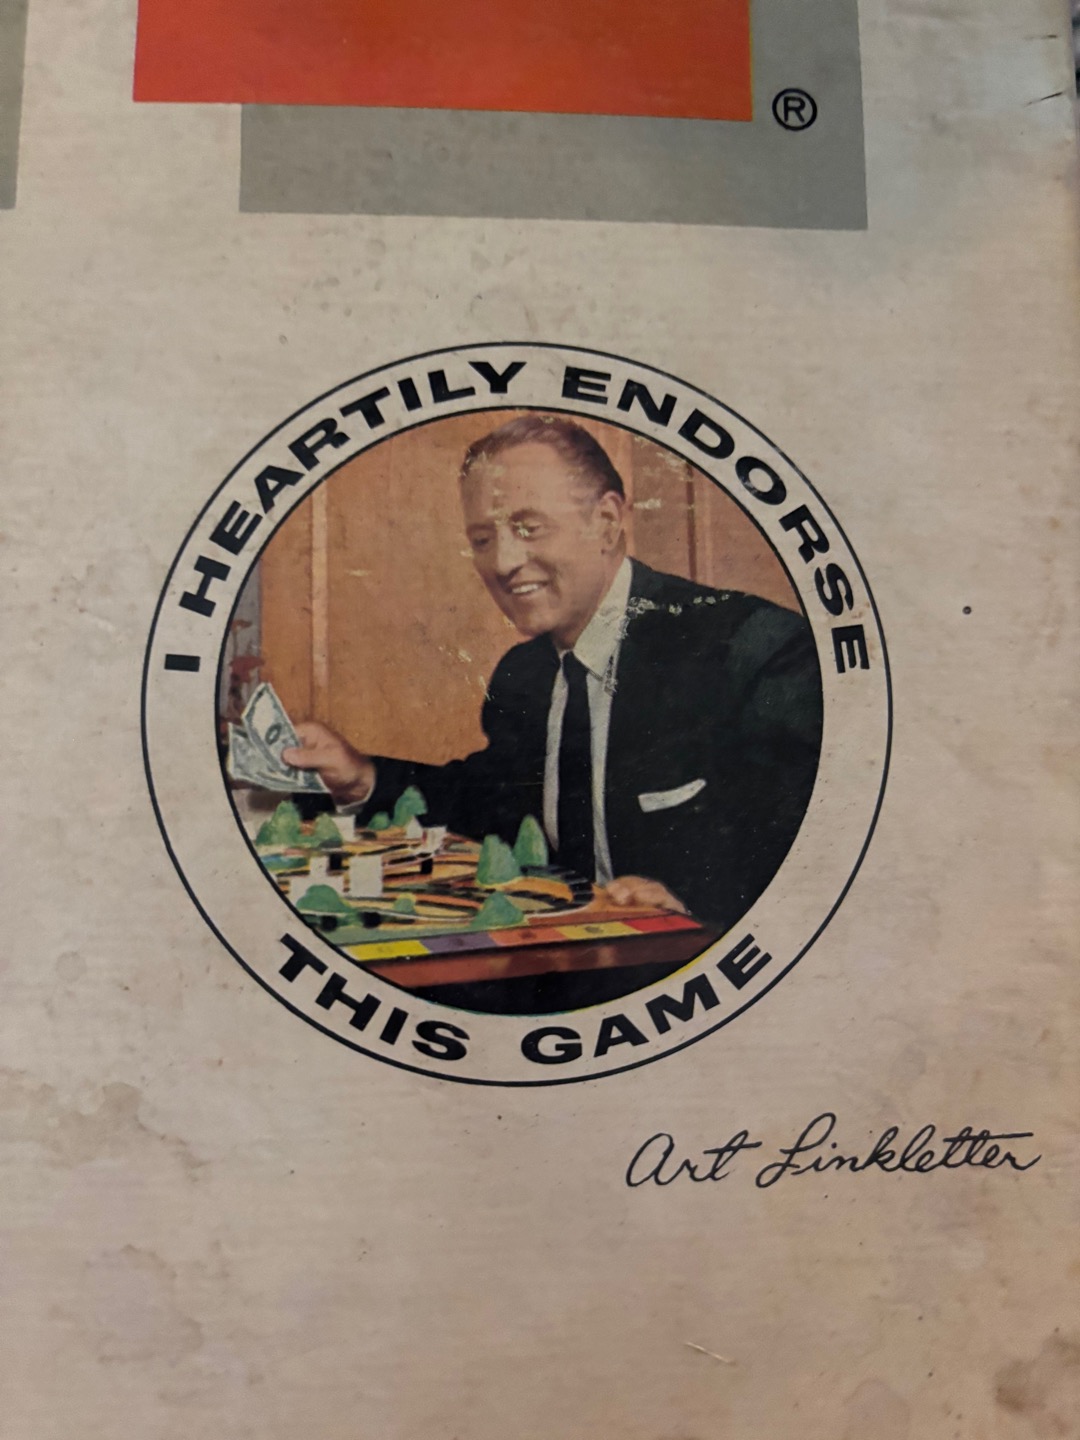 ®
I HEARTILY ENDORSE
THIS GAME
Art Linkletter